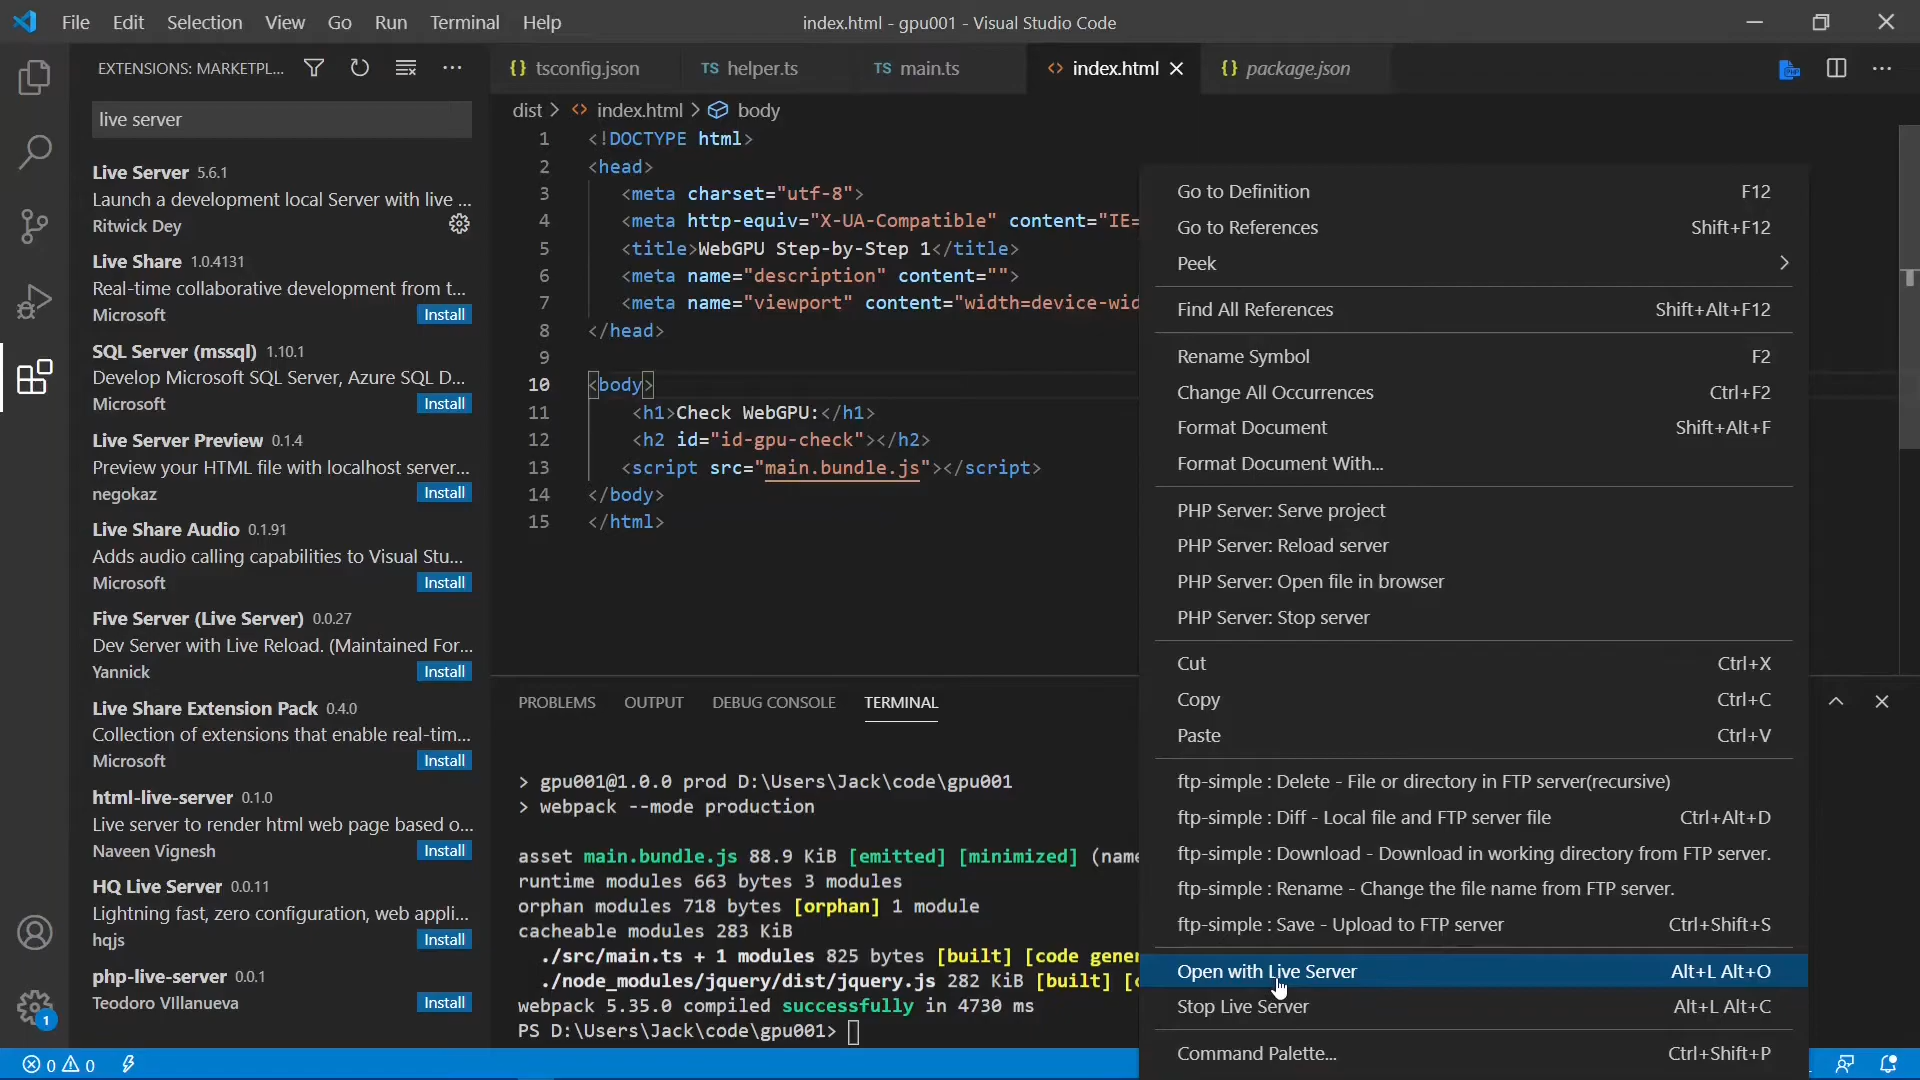 File Edit Selection View Go Run Terminal Help
index.html - gpu001 - Visual Studio Code
EXTENSIONS: MARKETPL...
live server
Live Server 5.6.1
Launch a development local Server with live ...
Ritwick Dey
Live Share 1.0.4131
Real-time collaborative development from t...
Microsoft Install
SQL Server (mssql) 1.10.1
Develop Microsoft SQL Server, Azure SQL D...
Microsoft Install
Live Server Preview 0.1.4
Preview your HTML file with localhost server...
negokaz Install
Live Share Audio 0.1.91
Adds audio calling capabilities to Visual Stu...
Microsoft Install
Five Server (Live Server) 0.0.27
Dev Server with Live Reload. (Maintained For...
Yannick Install
Live Share Extension Pack 0.4.0
Collection of extensions that enable real-tim...
Microsoft Install
html-live-server 0.1.0
Live server to render html web page based o...
Naveen Vignesh Install
HQ Live Server 0.0.11
Lightning fast, zero configuration, web appli...
hqjs Install
php-live-server 0.0.1
Teodoro VIllanueva Install
{} tsconfig.json TS helper.ts TS main.ts <> index.html {} package.json
dist > <> index.html > body
1 <!DOCTYPE html>
2 <head>
3 <meta charset="utf-8">
4 <meta http-equiv="X-UA-Compatible" content="IE=
5 <title>WebGPU Step-by-Step 1</title>
6 <meta name="description" content="">
7 <meta name="viewport" content="width=device-wid
8 </head>
9
10 <body>
11 <h1>Check WebGPU:</h1>
12 <h2 id="id-gpu-check"></h2>
13 <script src="main.bundle.js"></script>
14 </body>
15 </html>
PROBLEMS OUTPUT DEBUG CONSOLE TERMINAL
> gpu001@1.0.0 prod D:\Users\Jack\code\gpu001
> webpack --mode production
asset main.bundle.js 88.9 KiB [emitted] [minimized] (name
runtime modules 663 bytes 3 modules
orphan modules 718 bytes [orphan] 1 module
cacheable modules 283 KiB
./src/main.ts + 1 modules 825 bytes [built] [code gener
./node_modules/jquery/dist/jquery.js 282 KiB [built] [c
webpack 5.35.0 compiled successfully in 4730 ms
PS D:\Users\Jack\code\gpu001>
Go to Definition F12
Go to References Shift+F12
Peek
Find All References Shift+Alt+F12
Rename Symbol F2
Change All Occurrences Ctrl+F2
Format Document Shift+Alt+F
Format Document With...
PHP Server: Serve project
PHP Server: Reload server
PHP Server: Open file in browser
PHP Server: Stop server
Cut Ctrl+X
Copy Ctrl+C
Paste Ctrl+V
ftp-simple : Delete - File or directory in FTP server(recursive)
ftp-simple : Diff - Local file and FTP server file Ctrl+Alt+D
ftp-simple : Download - Download in working directory from FTP server.
ftp-simple : Rename - Change the file name from FTP server.
ftp-simple : Save - Upload to FTP server Ctrl+Shift+S
Open with Live Server Alt+L Alt+O
Stop Live Server Alt+L Alt+C
Command Palette... Ctrl+Shift+P
1
0 0